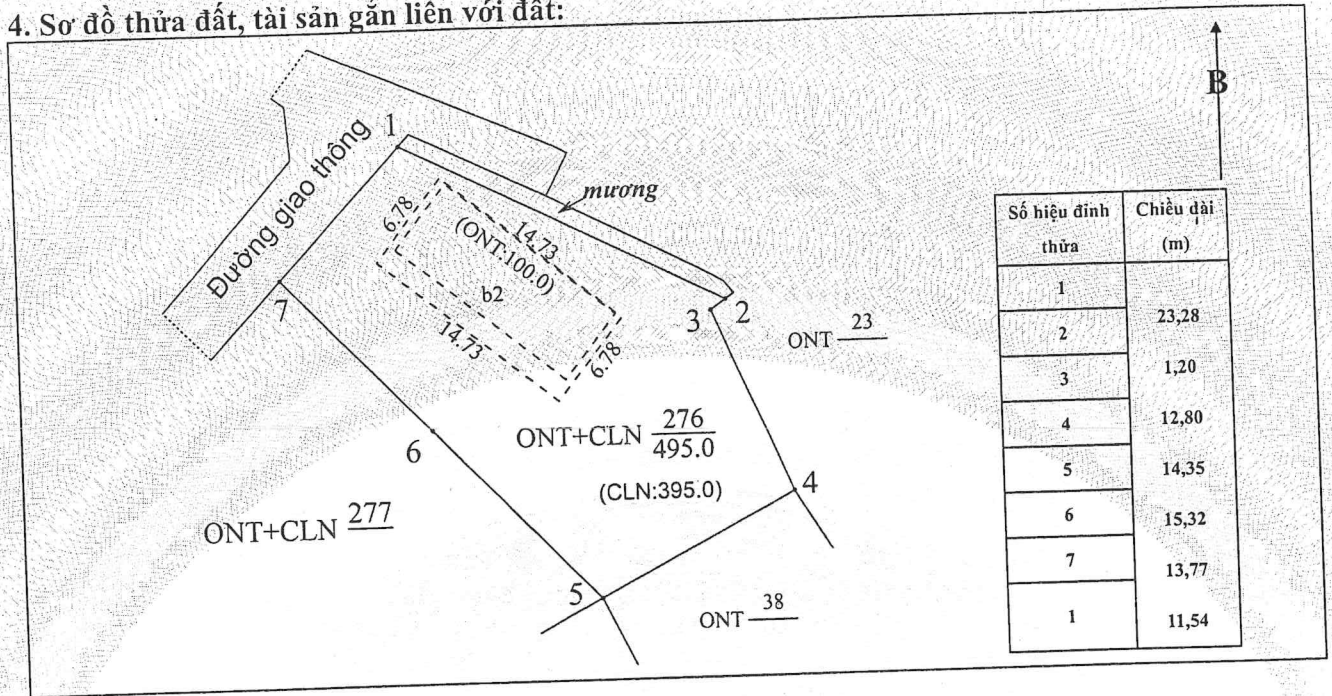 4. Sơ đồ thửa đất, tài sản gắn liền với đất:
B
Đường giao thông
1
mương
6.78
14.73
(ONT:100.0)
b2
14.73
6.78
7
3
2
ONT 23
6
ONT+CLN 276
495.0
(CLN:395.0)
4
ONT+CLN 277
5
ONT 38
Số hiệu đỉnh thửa
Chiều dài (m)
1
23,28
2
1,20
3
12,80
4
14,35
5
15,32
6
13,77
7
11,54
1